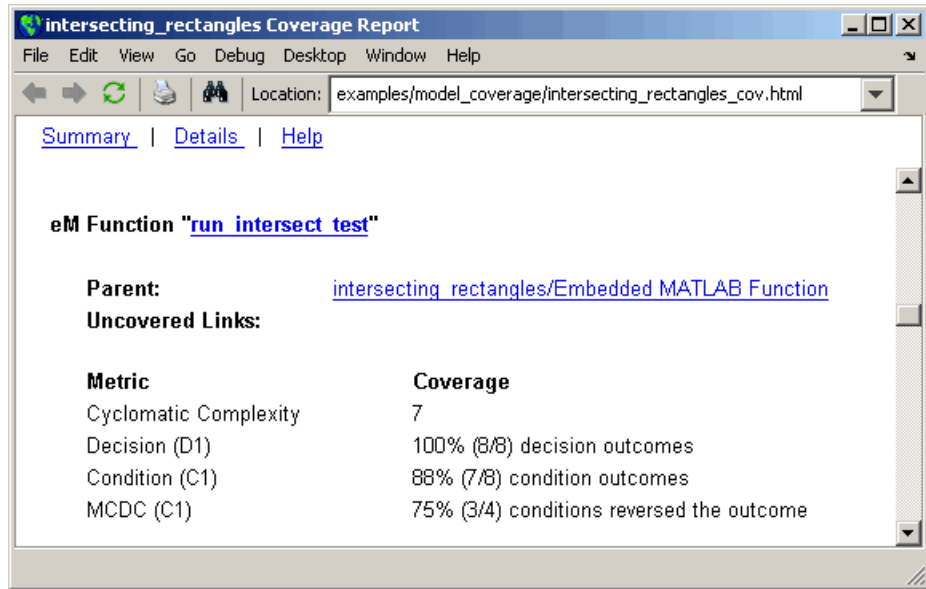 intersecting_rectangles Coverage Report
File Edit View Go Debug Desktop Window Help
Location: examples/model_coverage/intersecting_rectangles_cov.html
Summary | Details | Help
eM Function "run_intersect_test"
Parent: intersecting_rectangles/Embedded MATLAB Function
Uncovered Links:
Metric Coverage
Cyclomatic Complexity 7
Decision (D1) 100% (8/8) decision outcomes
Condition (C1) 88% (7/8) condition outcomes
MCDC (C1) 75% (3/4) conditions reversed the outcome